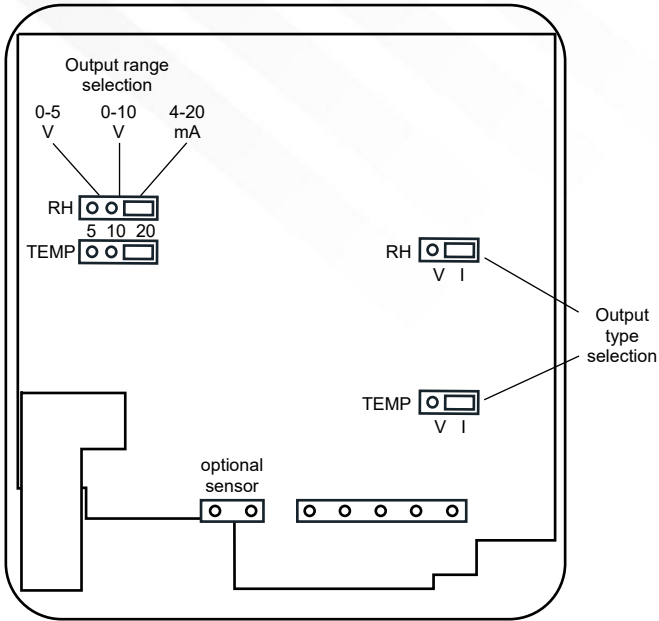 Output range
selection
0-5
V
0-10
V
4-20
mA
RH
5 10 20
TEMP
RH
V I
Output
type
selection
TEMP
V I
optional
sensor